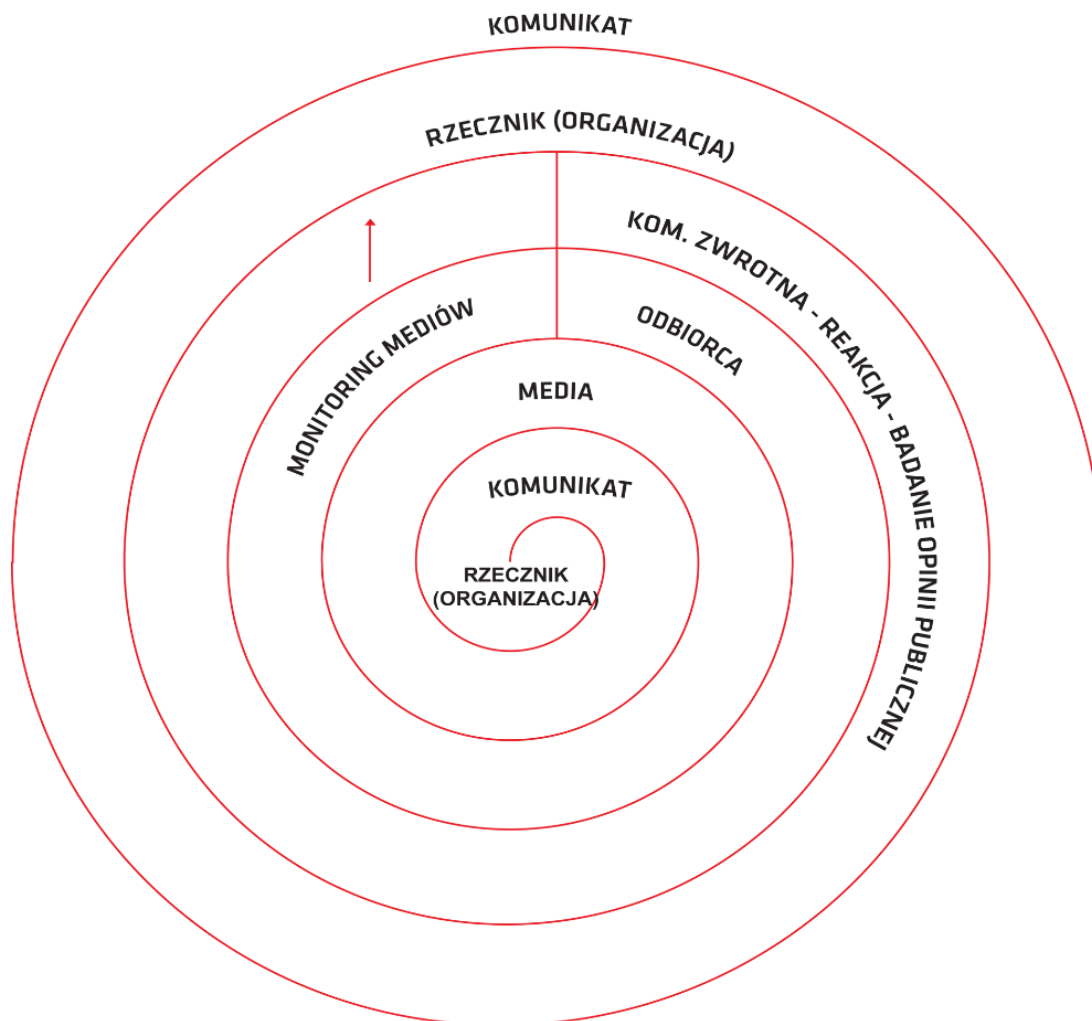 KOMUNIKAT
RZECZNIK (ORGANIZACJA)
KOM. ZWROTNA - REAKCJA - BADANIE OPINII PUBLICZNEJ
MONITORING MEDIÓW
ODBIORCA
MEDIA
KOMUNIKAT
RZECZNIK
(ORGANIZACJA)